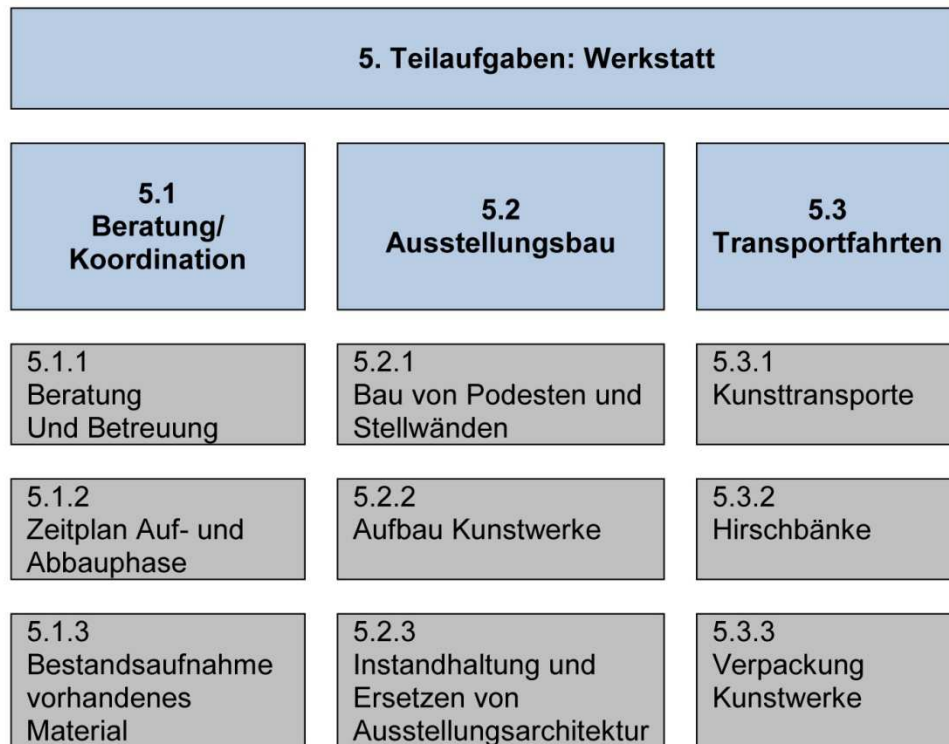 5. Teilaufgaben: Werkstatt
5.1
Beratung/
Koordination
5.2
Ausstellungsbau
5.3
Transportfahrten
5.1.1
Beratung
Und Betreuung
5.2.1
Bau von Podesten und
Stellwänden
5.3.1
Kunsttransporte
5.1.2
Zeitplan Auf- und
Abbauphase
5.2.2
Aufbau Kunstwerke
5.3.2
Hirschbänke
5.1.3
Bestandsaufnahme
vorhandenes
Material
5.2.3
Instandhaltung und
Ersetzen von
Ausstellungsarchitektur
5.3.3
Verpackung
Kunstwerke